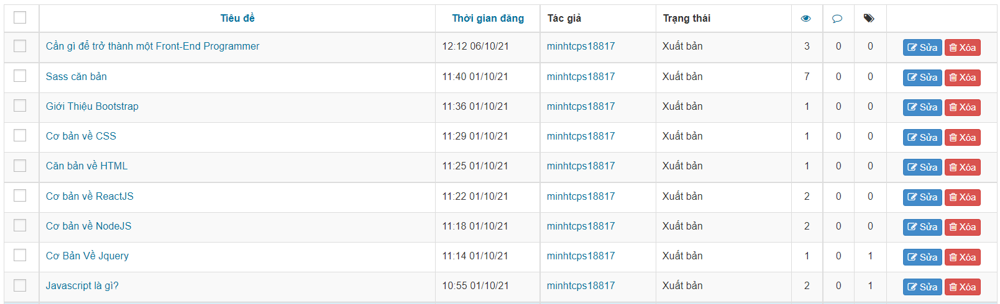 Tiêu đề Thời gian đăng Tác giả Trạng thái
Cần gì để trở thành một Front-End Programmer 12:12 06/10/21 minhtcps18817 Xuất bản 3 0 0 Sửa Xóa
Sass căn bản 11:40 01/10/21 minhtcps18817 Xuất bản 7 0 0 Sửa Xóa
Giới Thiệu Bootstrap 11:36 01/10/21 minhtcps18817 Xuất bản 1 0 0 Sửa Xóa
Cơ bản về CSS 11:29 01/10/21 minhtcps18817 Xuất bản 1 0 0 Sửa Xóa
Căn bản về HTML 11:25 01/10/21 minhtcps18817 Xuất bản 1 0 0 Sửa Xóa
Cơ bản về ReactJS 11:22 01/10/21 minhtcps18817 Xuất bản 2 0 0 Sửa Xóa
Cơ bản về NodeJS 11:18 01/10/21 minhtcps18817 Xuất bản 2 0 0 Sửa Xóa
Cơ Bản Về Jquery 11:14 01/10/21 minhtcps18817 Xuất bản 1 0 1 Sửa Xóa
Javascript là gì? 10:55 01/10/21 minhtcps18817 Xuất bản 2 0 1 Sửa Xóa